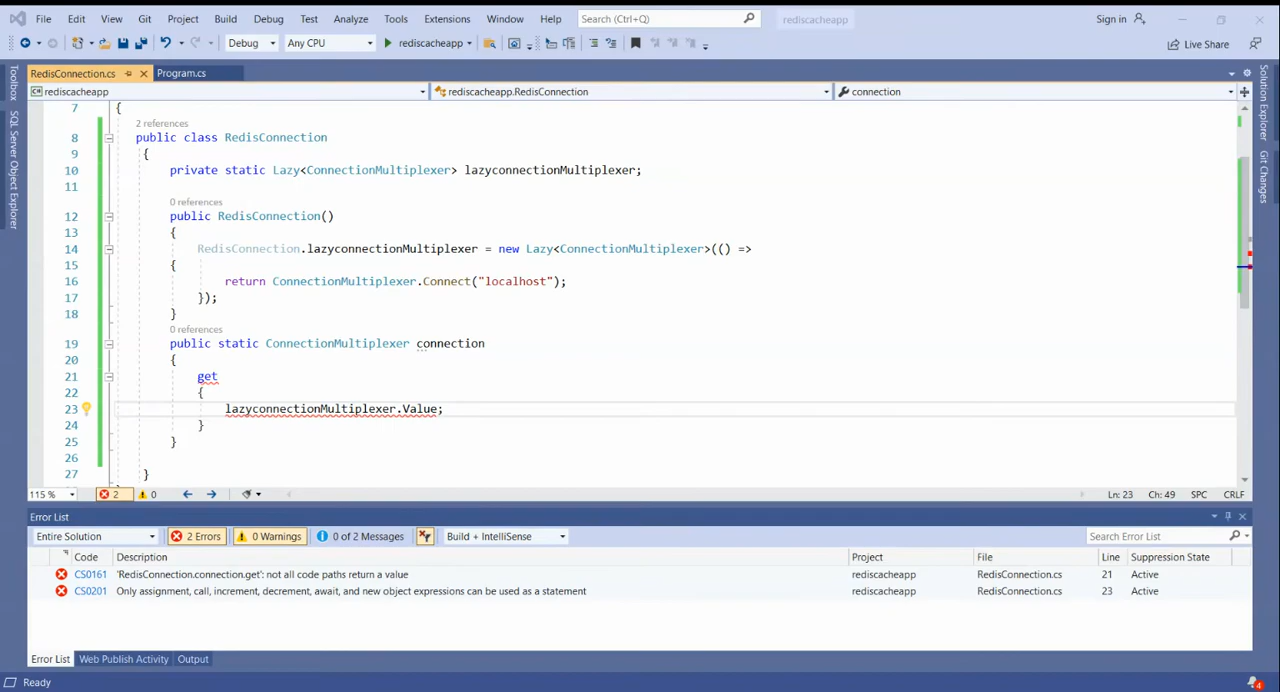 File Edit View Git Project Build Debug Test Analyze Tools Extensions Window Help Search (Ctrl+Q) rediscacheapp Sign in
Debug Any CPU rediscacheapp Live Share
RedisConnection.cs Program.cs
rediscacheapp rediscacheapp.RedisConnection connection
Toolbox
SQL Server Object Explorer
Solution Explorer
Git Changes
7 {
2 references
8 public class RedisConnection
9 {
10 private static Lazy<ConnectionMultiplexer> lazyconnectionMultiplexer;
11
0 references
12 public RedisConnection()
13 {
14 RedisConnection.lazyconnectionMultiplexer = new Lazy<ConnectionMultiplexer>(() =>
15 {
16 return ConnectionMultiplexer.Connect("localhost");
17 });
18 }
0 references
19 public static ConnectionMultiplexer connection
20 {
21 get
22 {
23 lazyconnectionMultiplexer.Value;
24 }
25 }
26
27 }
115 % 2 0 Ln: 23 Ch: 49 SPC CRLF
Error List
Entire Solution 2 Errors 0 Warnings 0 of 2 Messages Build + IntelliSense Search Error List
Code Description Project File Line Suppression State
CS0161 'RedisConnection.connection.get': not all code paths return a value rediscacheapp RedisConnection.cs 21 Active
CS0201 Only assignment, call, increment, decrement, await, and new object expressions can be used as a statement rediscacheapp RedisConnection.cs 23 Active
Error List Web Publish Activity Output
Ready 4